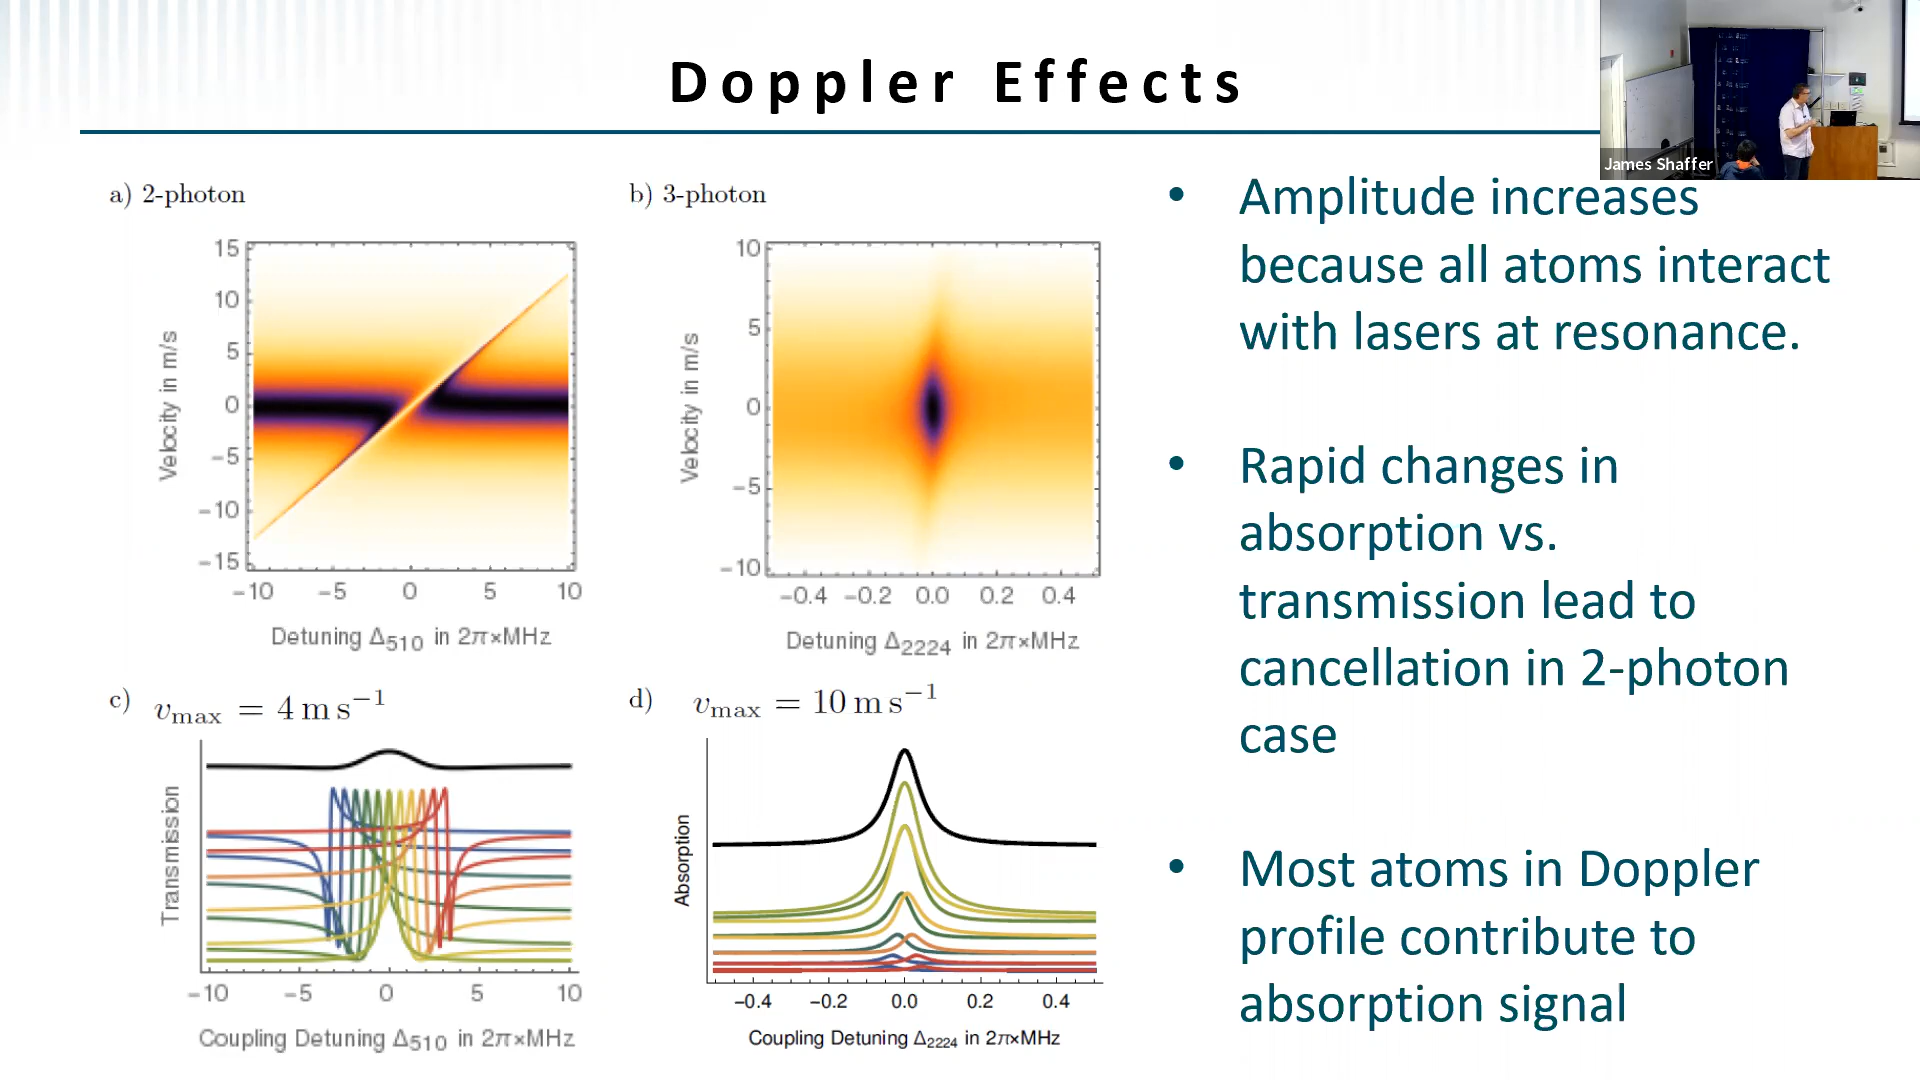 Doppler Effects
James Shaffer
a) 2-photon
15
10
5
0
−5
−10
−15
Velocity in m/s
−10 −5 0 5 10
Detuning Δ510 in 2π×MHz
b) 3-photon
10
5
0
−5
−10
Velocity in m/s
−0.4 −0.2 0.0 0.2 0.4
Detuning Δ2224 in 2π×MHz
c) vmax = 4 m s−1
Transmission
−10 −5 0 5 10
Coupling Detuning Δ510 in 2π×MHz
d) vmax = 10 m s−1
Absorption
−0.4 −0.2 0.0 0.2 0.4
Coupling Detuning Δ2224 in 2π×MHz
• Amplitude increases
because all atoms interact
with lasers at resonance.
• Rapid changes in
absorption vs.
transmission lead to
cancellation in 2-photon
case
• Most atoms in Doppler
profile contribute to
absorption signal